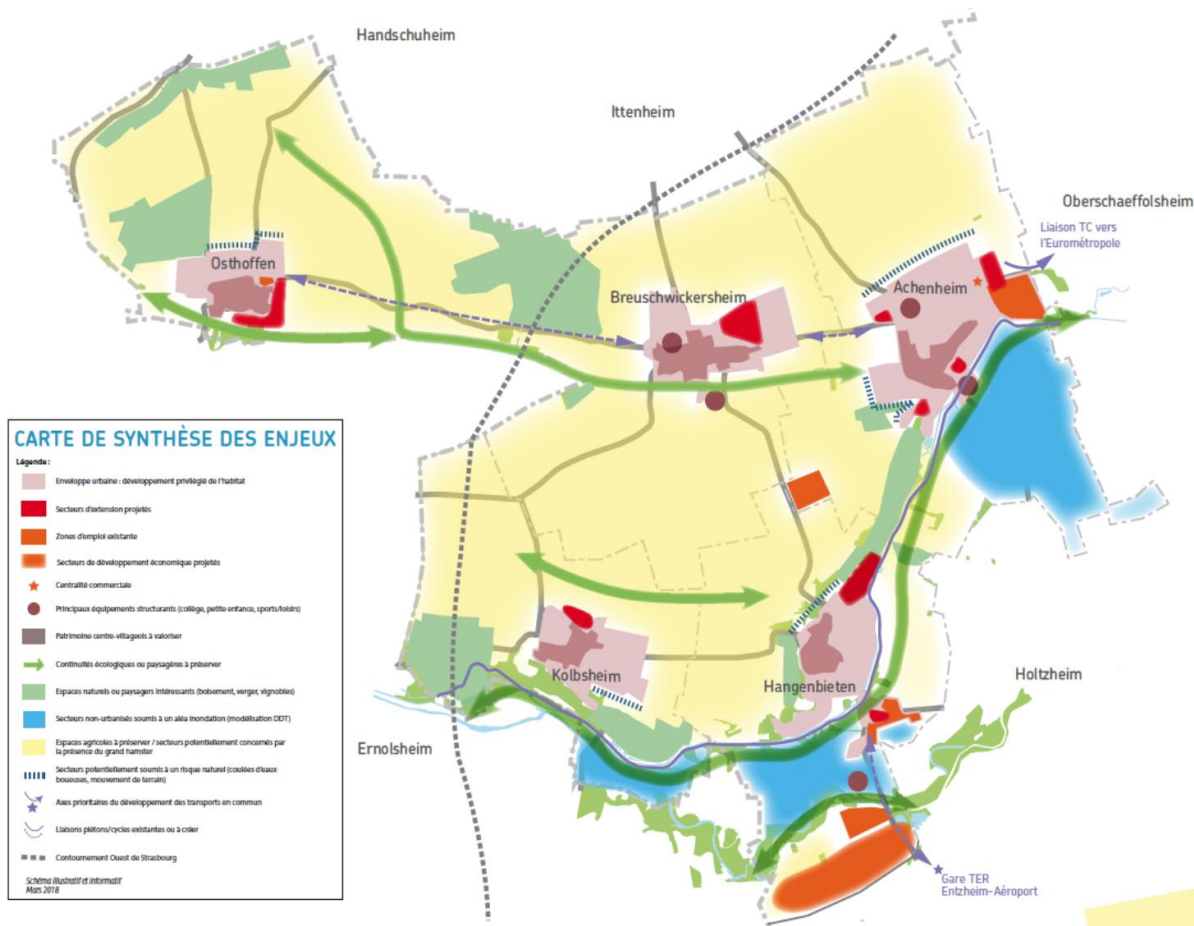 Handschuheim
Ittenheim
Oberschaeffolsheim
Liaison TC vers
l'Eurométropole
Osthoffen
Achenheim
Breuschwickersheim
CARTE DE SYNTHÈSE DES ENJEUX
Légende :
Enveloppe urbaine : développement privilégié de l'habitat
Secteurs d'extension projetés
Zones d'emploi existante
Secteurs de développement économique projetés
Centralité commerciale
Principaux équipements structurants (collège, petite enfance, sports/loisirs)
Patrimoine centre-villageois à valoriser
Continuités écologiques ou paysagères à préserver
Espaces naturels ou paysagers intéressants (boisement, verger, vignobles)
Secteurs non-urbanisés soumis à un aléa inondation (modélisation DDT)
Espaces agricoles à préserver / secteurs potentiellement concernés par
la présence du grand hamster
Secteurs potentiellement soumis à un risque naturel (coulées d'eaux
boueuses, mouvement de terrain)
Axes prioritaires du développement des transports en commun
Liaisons piétons/cycles existantes ou à créer
Contournement Ouest de Strasbourg
Schéma illustratif et informatif
Mars 2018
Kolbsheim
Hangenbieten
Holtzheim
Ernolsheim
Gare TER
Entzheim-Aéroport